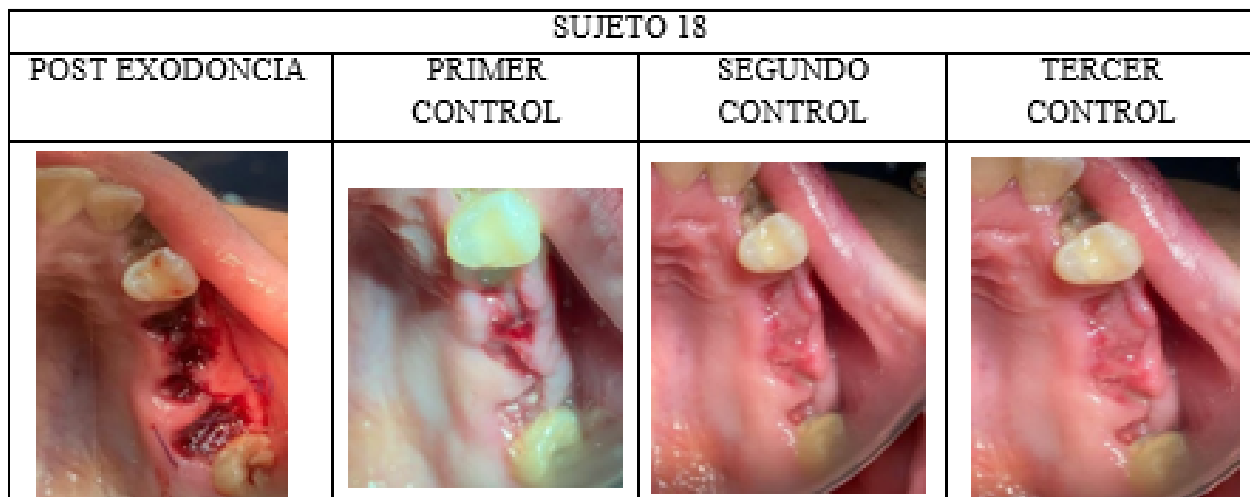 SUJETO 18
POST EXODONCIA
PRIMER
CONTROL
SEGUNDO
CONTROL
TERCER
CONTROL